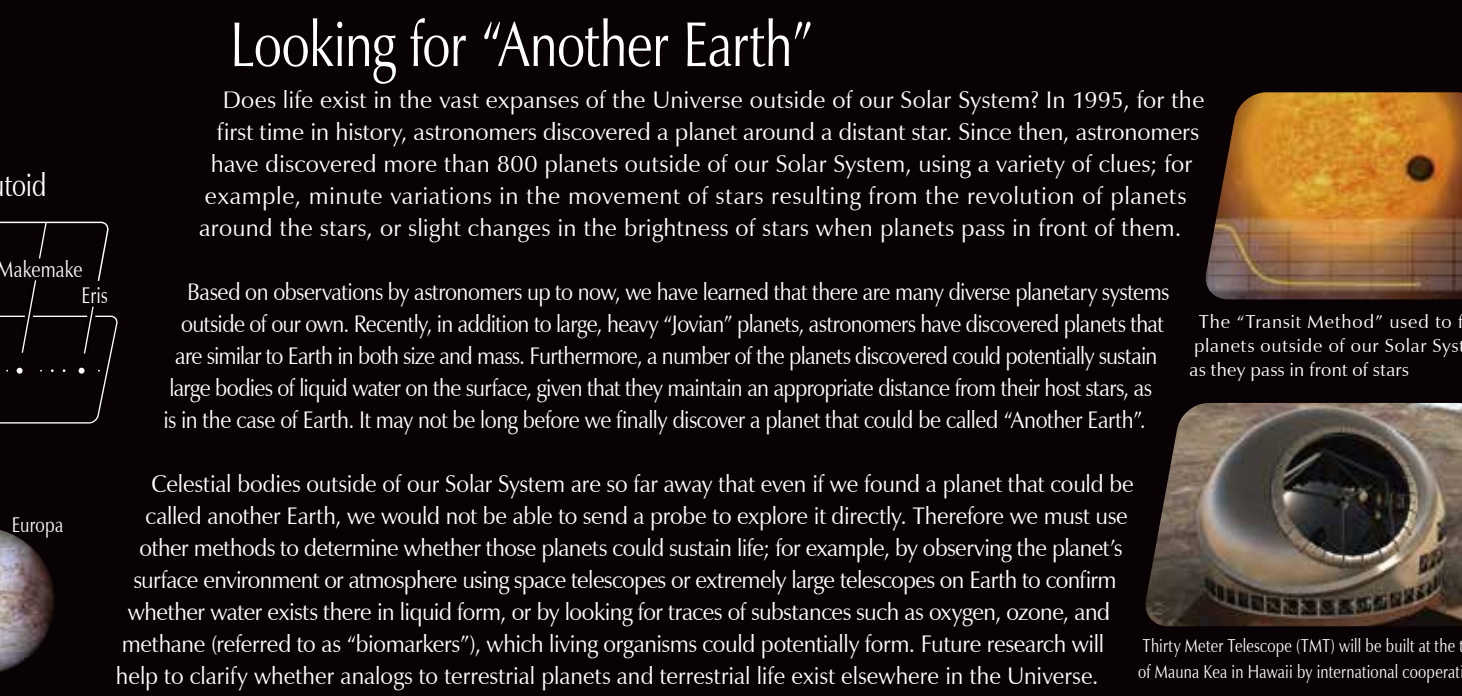 Looking for “Another Earth”
Does life exist in the vast expanses of the Universe outside of our Solar System? In 1995, for the
first time in history, astronomers discovered a planet around a distant star. Since then, astronomers
have discovered more than 800 planets outside of our Solar System, using a variety of clues; for
example, minute variations in the movement of stars resulting from the revolution of planets
around the stars, or slight changes in the brightness of stars when planets pass in front of them.
Based on observations by astronomers up to now, we have learned that there are many diverse planetary systems
outside of our own. Recently, in addition to large, heavy “Jovian” planets, astronomers have discovered planets that
are similar to Earth in both size and mass. Furthermore, a number of the planets discovered could potentially sustain
large bodies of liquid water on the surface, given that they maintain an appropriate distance from their host stars, as
is in the case of Earth. It may not be long before we finally discover a planet that could be called “Another Earth”.
Celestial bodies outside of our Solar System are so far away that even if we found a planet that could be
called another Earth, we would not be able to send a probe to explore it directly. Therefore we must use
other methods to determine whether those planets could sustain life; for example, by observing the planet’s
surface environment or atmosphere using space telescopes or extremely large telescopes on Earth to confirm
whether water exists there in liquid form, or by looking for traces of substances such as oxygen, ozone, and
methane (referred to as “biomarkers”), which living organisms could potentially form. Future research will
help to clarify whether analogs to terrestrial planets and terrestrial life exist elsewhere in the Universe.
utoid
Makemake
Eris
Europa
The “Transit Method” used to f
planets outside of our Solar Syst
as they pass in front of stars
Thirty Meter Telescope (TMT) will be built at the t
of Mauna Kea in Hawaii by international cooperati